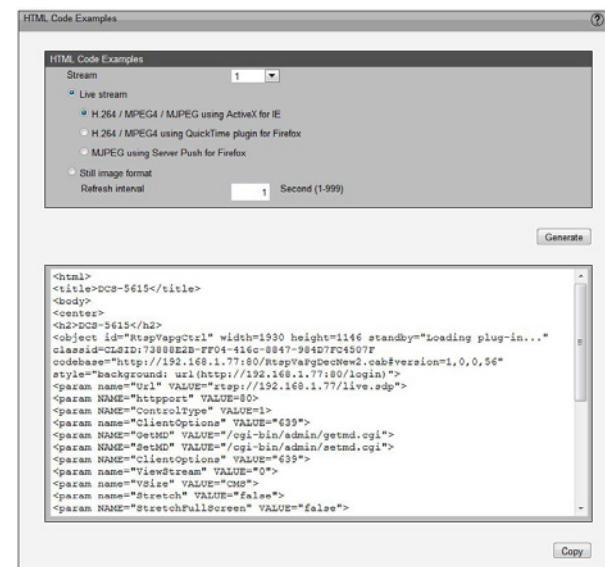 HTML Code Examples
HTML Code Examples
Stream 1
Live stream
H.264 / MPEG4 / MJPEG using ActiveX for IE
H.264 / MPEG4 using QuickTime plugin for Firefox
MJPEG using Server Push for Firefox
Still image format
Refresh interval 1 Second (1-999)
Generate
<html>
<title>DCS-5615</title>
<body>
<center>
<h2>DCS-5615</h2>
<object id="RtspVapgCtrl" width=1930 height=1146 standby="Loading plug-in..."
classid=CLSID:73888E2B-FF04-416c-8847-984D7FC4507F
codebase="http://192.168.1.77:80/RtspVaPgDecNew2.cab#version=1,0,0,56"
style="background: url(http://192.168.1.77:80/login)">
<param name="Url" VALUE="rtsp://192.168.1.77/live.sdp">
<param NAME="httpport" VALUE=80>
<param NAME="ControlType" VALUE=1>
<param NAME="ClientOptions" VALUE="639">
<param NAME="GetMD" VALUE="/cgi-bin/admin/getmd.cgi">
<param NAME="SetMD" VALUE="/cgi-bin/admin/setmd.cgi">
<param NAME="ClientOptions" VALUE="639">
<param name="ViewStream" VALUE="0">
<param name="VSize" VALUE="CMS">
<param name="Stretch" VALUE="false">
<param NAME="StretchFullScreen" VALUE="false">
Copy